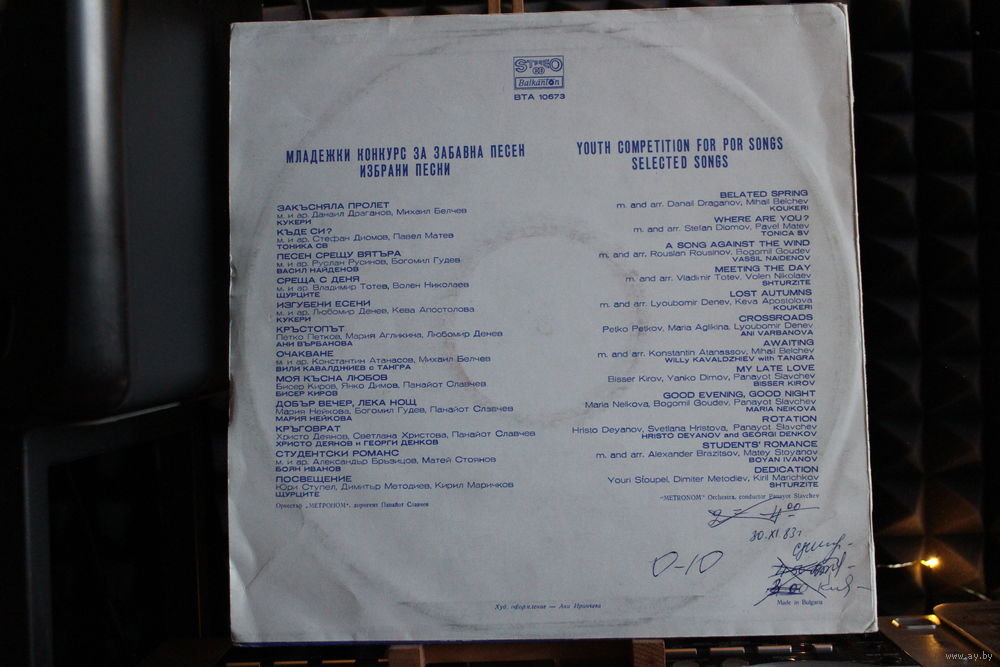 STEREO
Balkanton
ВТА 10673
МЛАДЕЖКИ КОНКУРС ЗА ЗАБАВНА ПЕСЕН
ИЗБРАНИ ПЕСНИ
ЗАКЪСНЯЛА ПРОЛЕТ
м. и ар. Данаил Драганов, Михаил Белчев
КУКЕРИ
КЪДЕ СИ?
м. и ар. Стефан Диомов, Павел Матев
ТОНИКА СВ
ПЕСЕН СРЕЩУ ВЯТЪРА
м. и ар. Руслан Русинов, Богомил Гудев
ВАСИЛ НАЙДЕНОВ
СРЕЩА С ДЕНЯ
м. и ар. Владимир Тотев, Волен Николаев
ЩУРЦИТЕ
ИЗГУБЕНИ ЕСЕНИ
м. и ар. Любомир Денев, Кева Апостолова
КУКЕРИ
КРЪСТОПЪТ
Петко Петков, Мария Агликина, Любомир Денев
АНИ ВЪРБАНОВА
ОЧАКВАНЕ
м. и ар. Константин Атанасов, Михаил Белчев
ВИЛИ КАВАЛДЖИЕВ с ТАНГРА
МОЯ КЪСНА ЛЮБОВ
Бисер Киров, Янко Димов, Панайот Славчев
БИСЕР КИРОВ
ДОБЪР ВЕЧЕР, ЛЕКА НОЩ
Мария Нейкова, Богомил Гудев, Панайот Славчев
МАРИЯ НЕЙКОВА
КРЪГОВРАТ
Христо Деянов, Светлана Христова, Панайот Славчев
ХРИСТО ДЕЯНОВ и ГЕОРГИ ДЕНКОВ
СТУДЕНТСКИ РОМАНС
м. и ар. Александър Бръзицов, Матей Стоянов
БОЯН ИВАНОВ
ПОСВЕЩЕНИЕ
Юри Ступел, Димитър Методиев, Кирил Маричков
ЩУРЦИТЕ
Оркестър „МЕТРОНОМ", диригент Панайот Славчев
YOUTH COMPETITION FOR POR SONGS
SELECTED SONGS
BELATED SPRING
m. and arr. Danail Draganov, Mihail Belchev
KOUKERI
WHERE ARE YOU?
m. and arr. Stefan Diomov, Pavel Matev
TONICA SV
A SONG AGAINST THE WIND
m. and arr. Rouslan Rousinov, Bogomil Goudev
VASSIL NAIDENOV
MEETING THE DAY
m. and arr. Vladimir Totev, Volen Nikolaev
SHTURZITE
LOST AUTUMNS
m. and arr. Lyoubomir Denev, Keva Apostolova
KOUKERI
CROSSROADS
Petko Petkov, Maria Aglikina, Lyoubomir Denev
ANI VARBANOVA
AWAITING
m. and arr. Konstantin Atanassov, Mihail Belchev
WILLY KAVALDZHIEV with TANGRA
MY LATE LOVE
Bisser Kirov, Yanko Dimov, Panayot Slavchev
BISSER KIROV
GOOD EVENING, GOOD NIGHT
Maria Neikova, Bogomil Goudev, Panayot Slavchev
MARIA NEIKOVA
ROTATION
Hristo Deyanov, Svetlana Hristova, Panayot Slavchev
HRISTO DEYANOV and GEORGI DENKOV
STUDENTS' ROMANCE
m. and arr. Alexander Brazitsov, Matey Stoyanov
BOYAN IVANOV
DEDICATION
Youri Stoupel, Dimiter Metodiev, Kiril Marichkov
SHTURZITE
"METRONOM" Orchestra, conductor Panayot Slavchev
30.XI.83г
0-10
Худ. оформление — Ани Иринчева
Made in Bulgaria
www.ay.by